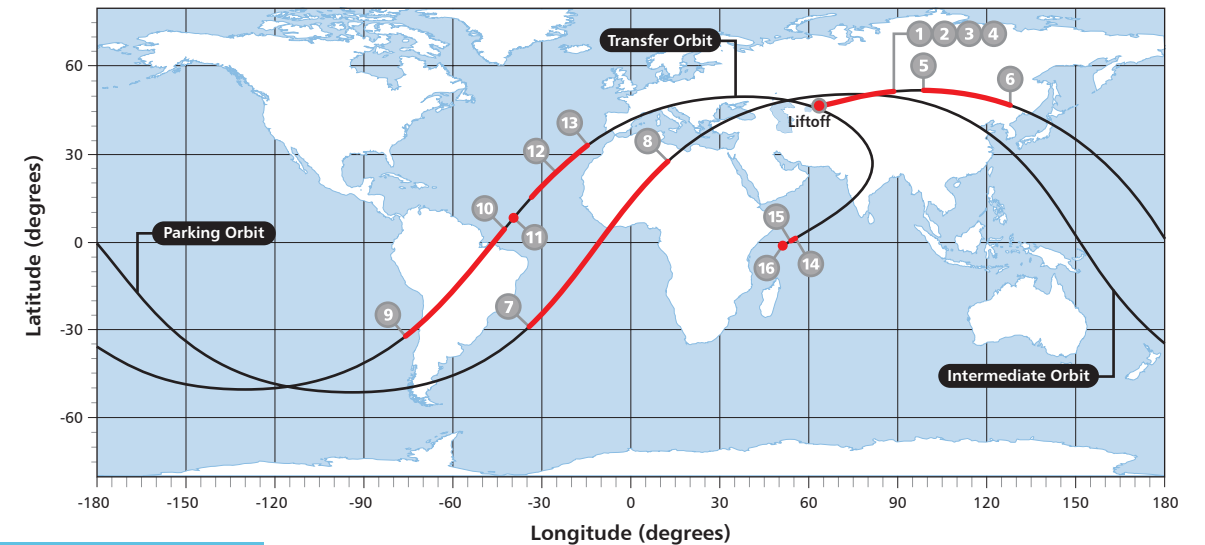 Transfer Orbit
1 2 3 4
5
6
60
13
Liftoff
12
8
30
10
15
11
Parking Orbit
0
16
14
9
7
-30
Intermediate Orbit
-60
-180 -150 -120 -90 -60 -30 0 30 60 90 120 150 180
Longitude (degrees)
Latitude (degrees)